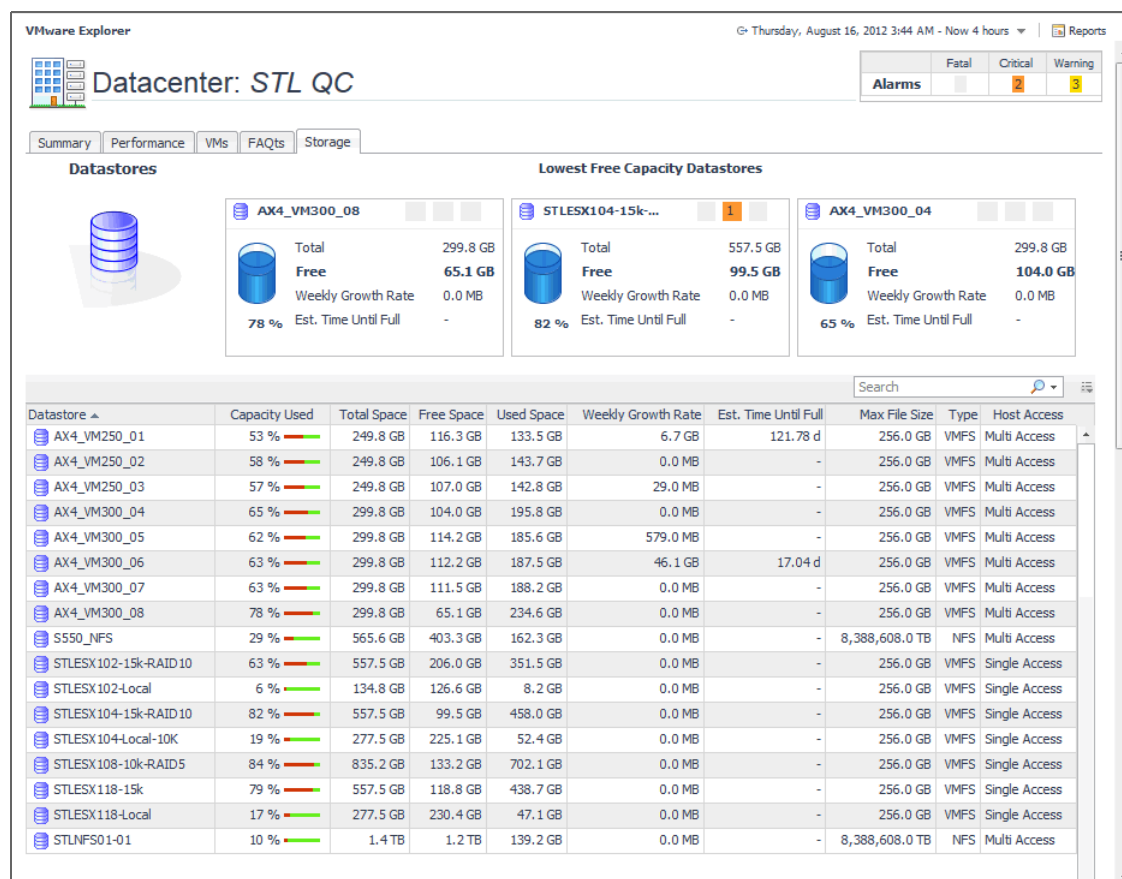 VMware Explorer
Thursday, August 16, 2012 3:44 AM - Now 4 hours Reports
Datacenter: STL QC
Fatal Critical Warning
Alarms 2 3
Summary Performance VMs FAQts Storage
Datastores Lowest Free Capacity Datastores
AX4_VM300_08
Total 299.8 GB
Free 65.1 GB
Weekly Growth Rate 0.0 MB
78 % Est. Time Until Full -
STLESX104-15k-... 1
Total 557.5 GB
Free 99.5 GB
Weekly Growth Rate 0.0 MB
82 % Est. Time Until Full -
AX4_VM300_04
Total 299.8 GB
Free 104.0 GB
Weekly Growth Rate 0.0 MB
65 % Est. Time Until Full -
Search
Datastore Capacity Used Total Space Free Space Used Space Weekly Growth Rate Est. Time Until Full Max File Size Type Host Access
AX4_VM250_01 53 % 249.8 GB 116.3 GB 133.5 GB 6.7 GB 121.78 d 256.0 GB VMFS Multi Access
AX4_VM250_02 58 % 249.8 GB 106.1 GB 143.7 GB 0.0 MB - 256.0 GB VMFS Multi Access
AX4_VM250_03 57 % 249.8 GB 107.0 GB 142.8 GB 29.0 MB - 256.0 GB VMFS Multi Access
AX4_VM300_04 65 % 299.8 GB 104.0 GB 195.8 GB 0.0 MB - 256.0 GB VMFS Multi Access
AX4_VM300_05 62 % 299.8 GB 114.2 GB 185.6 GB 579.0 MB - 256.0 GB VMFS Multi Access
AX4_VM300_06 63 % 299.8 GB 112.2 GB 187.5 GB 46.1 GB 17.04 d 256.0 GB VMFS Multi Access
AX4_VM300_07 63 % 299.8 GB 111.5 GB 188.2 GB 0.0 MB - 256.0 GB VMFS Multi Access
AX4_VM300_08 78 % 299.8 GB 65.1 GB 234.6 GB 0.0 MB - 256.0 GB VMFS Multi Access
S550_NFS 29 % 565.6 GB 403.3 GB 162.3 GB 0.0 MB - 8,388,608.0 TB NFS Multi Access
STLESX102-15k-RAID10 63 % 557.5 GB 206.0 GB 351.5 GB 0.0 MB - 256.0 GB VMFS Single Access
STLESX102-Local 6 % 134.8 GB 126.6 GB 8.2 GB 0.0 MB - 256.0 GB VMFS Single Access
STLESX104-15k-RAID10 82 % 557.5 GB 99.5 GB 458.0 GB 0.0 MB - 256.0 GB VMFS Single Access
STLESX104-Local-10K 19 % 277.5 GB 225.1 GB 52.4 GB 0.0 MB - 256.0 GB VMFS Single Access
STLESX108-10k-RAID5 84 % 835.2 GB 133.2 GB 702.1 GB 0.0 MB - 256.0 GB VMFS Single Access
STLESX118-15k 79 % 557.5 GB 118.8 GB 438.7 GB 0.0 MB - 256.0 GB VMFS Single Access
STLESX118-Local 17 % 277.5 GB 230.4 GB 47.1 GB 0.0 MB - 256.0 GB VMFS Single Access
STLNFS01-01 10 % 1.4 TB 1.2 TB 139.2 GB 0.0 MB - 8,388,608.0 TB NFS Multi Access